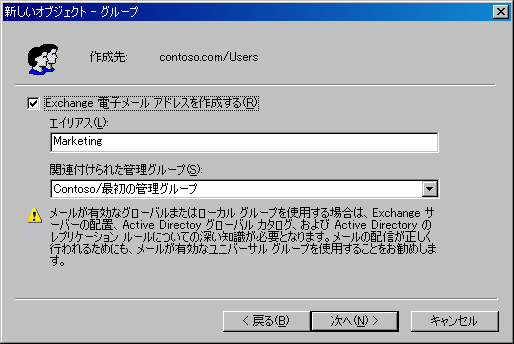 新しいオブジェクト - グループ
作成先: contoso.com/Users
Exchange 電子メール アドレスを作成する(R)
エイリアス(L):
Marketing
関連付けられた管理グループ(S):
Contoso/最初の管理グループ
メールが有効なグローバルまたはローカル グループを使用する場合は、Exchange サ
ーバーの配置、Active Directoy グローバル カタログ、および Active Directory の
レプリケーション ルールについての深い知識が必要となります。メールの配信が正しく
行われるためにも、メールが有効なユニバーサル グループを使用することをお勧めしま
す。
< 戻る(B) 次へ(N) > キャンセル